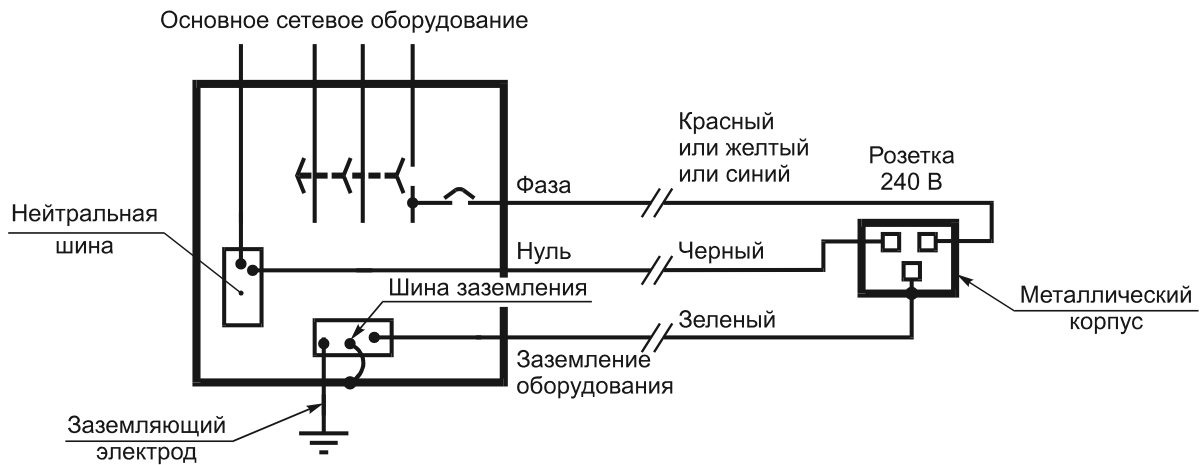 Основное сетевое оборудование
Красный
или желтый
или синий
Розетка
240 В
Фаза
Нейтральная
шина
Нуль
Черный
Шина заземления
Металлический
корпус
Зеленый
Заземление
оборудования
Заземляющий
электрод